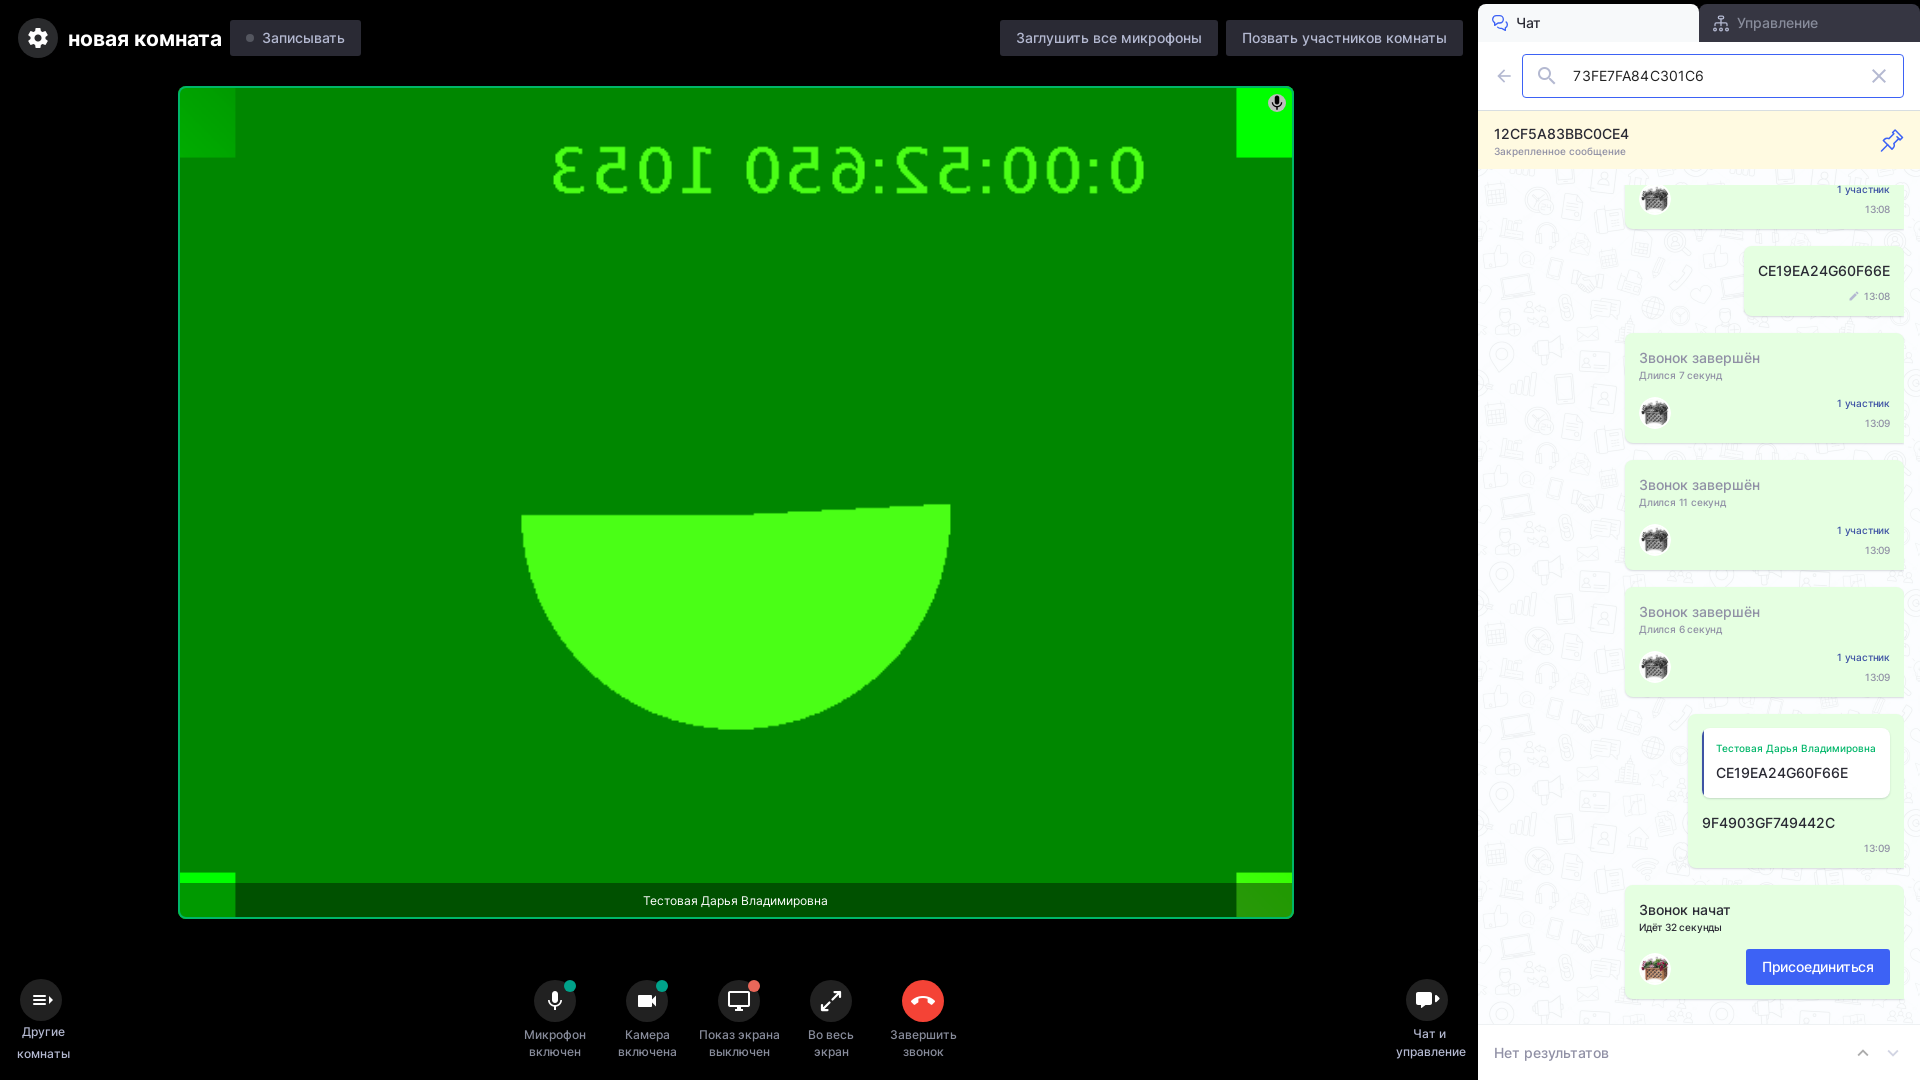 новая комната
Записывать
Заглушить все микрофоны
Позвать участников комнаты
0:00:52:650 1053
Тестовая Дарья Владимировна
Другие
комнаты
Микрофон
включен
Камера
включена
Показ экрана
выключен
Во весь
экран
Завершить
звонок
Чат и
управление
Чат
Управление
73FE7FA84C301C6
12CF5A83BBC0CE4
Закрепленное сообщение
1 участник
13:08
CE19EA24G60F66E
13:08
Звонок завершён
Длился 7 секунд
1 участник
13:09
Звонок завершён
Длился 11 секунд
1 участник
13:09
Звонок завершён
Длился 6 секунд
1 участник
13:09
Тестовая Дарья Владимировна
CE19EA24G60F66E
9F4903GF749442C
13:09
Звонок начат
Идёт 32 секунды
Присоединиться
Нет результатов